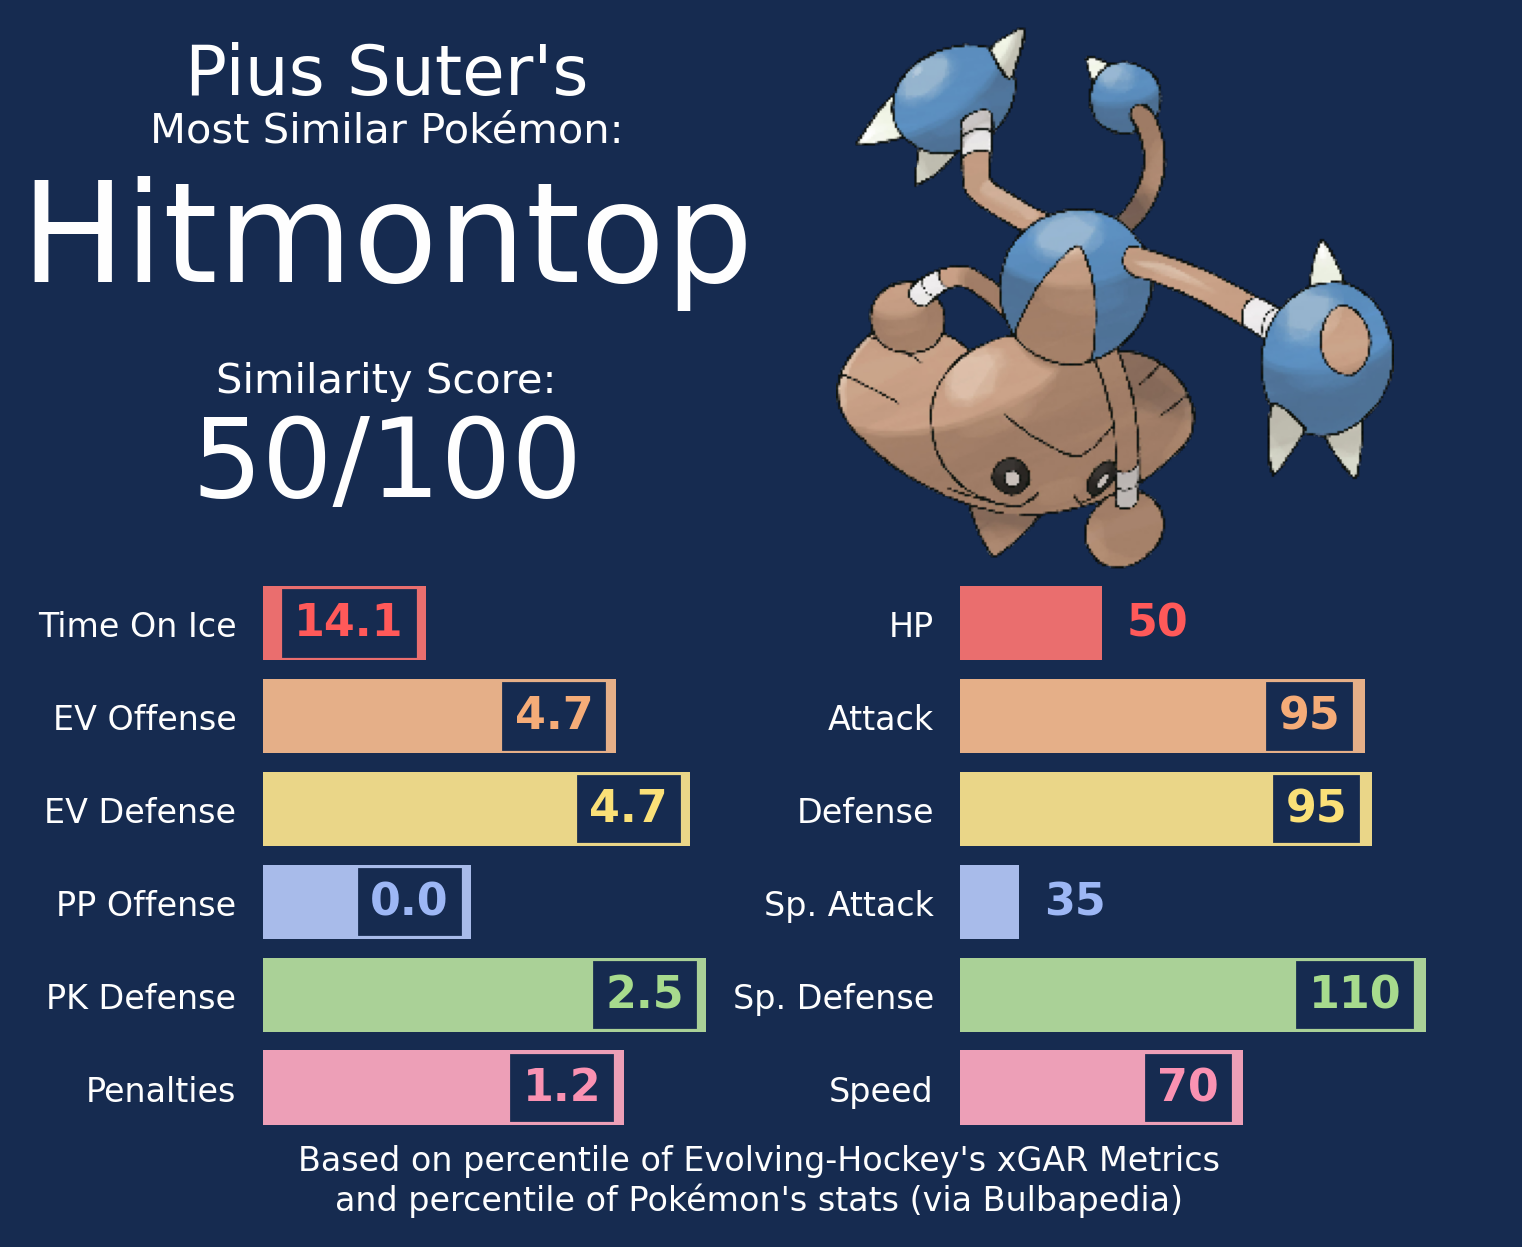 Pius Suter's
Most Similar Pokémon:
Hitmontop
Similarity Score:
50/100
Time On Ice 14.1
EV Offense 4.7
EV Defense 4.7
PP Offense 0.0
PK Defense 2.5
Penalties 1.2
HP 50
Attack 95
Defense 95
Sp. Attack 35
Sp. Defense 110
Speed 70
Based on percentile of Evolving-Hockey's xGAR Metrics
and percentile of Pokémon's stats (via Bulbapedia)